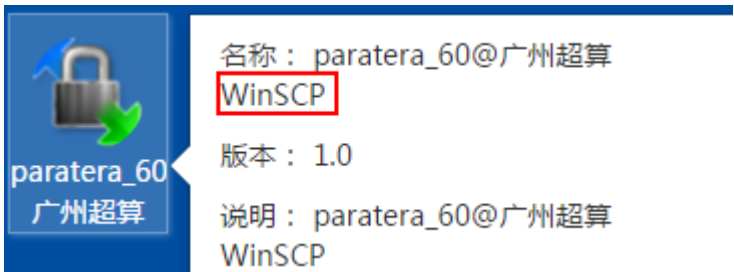 paratera_60
广州超算
名称： paratera_60@广州超算
WinSCP
版本： 1.0
说明： paratera_60@广州超算
WinSCP